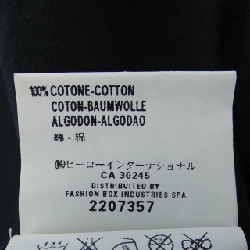 100% COTONE-COTTON
COTON-BAUMWOLLE
ALGODON-ALGODAO
綿 - 棉
㈱ヒーローインターナショナル
CA 36245
DISTRIBUTED BY
FASHION BOX INDUSTRIES SPA
2207357